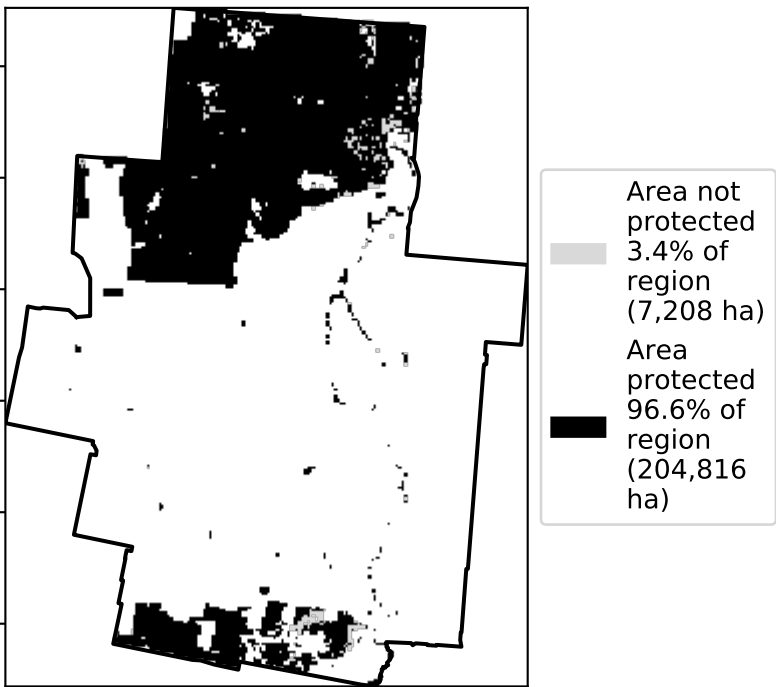 Area not
protected
3.4% of
region
(7,208 ha)
Area
protected
96.6% of
region
(204,816
ha)